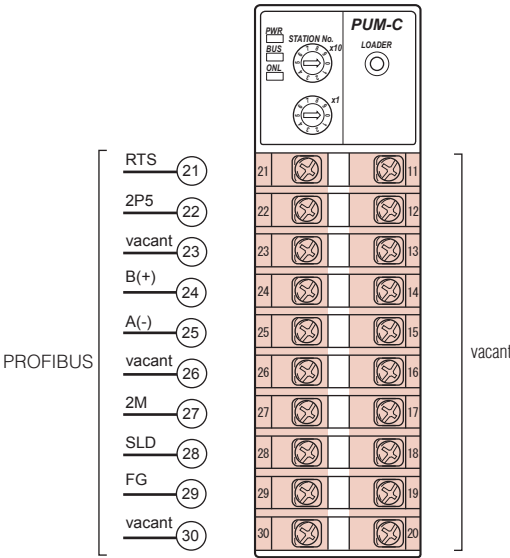 PWR
BUS
ONL
STATION No.
x10
PUM-C
LOADER
x1
PROFIBUS
RTS 21
2P5 22
vacant 23
B(+) 24
A(-) 25
vacant 26
2M 27
SLD 28
FG 29
vacant 30
21 11
22 12
23 13
24 14
25 15
26 16
27 17
28 18
29 19
30 20
vacant